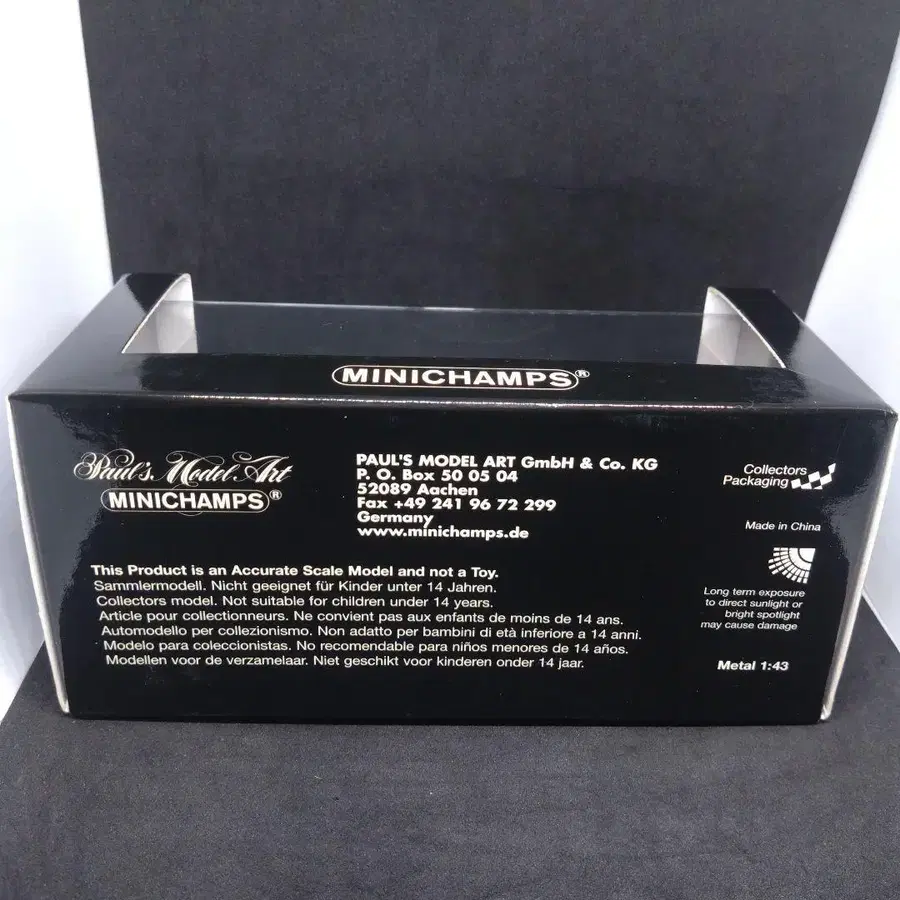 MINICHAMPS®
Paul's Model Art
MINICHAMPS®
PAUL'S MODEL ART GmbH & Co. KG
P. O. Box 50 05 04
52089 Aachen
Fax +49 241 96 72 299
Germany
www.minichamps.de
Collectors
Packaging
Made in China
Long term exposure
to direct sunlight or
bright spotlight
may cause damage
Metal 1:43
This Product is an Accurate Scale Model and not a Toy.
Sammlermodell. Nicht geeignet für Kinder unter 14 Jahren.
Collectors model. Not suitable for children under 14 years.
Article pour collectionneurs. Ne convient pas aux enfants de moins de 14 ans.
Automodello per collezionismo. Non adatto per bambini di età inferiore a 14 anni.
Modelo para coleccionistas. No recomendable para niños menores de 14 años.
Modellen voor de verzamelaar. Niet geschikt voor kinderen onder 14 jaar.